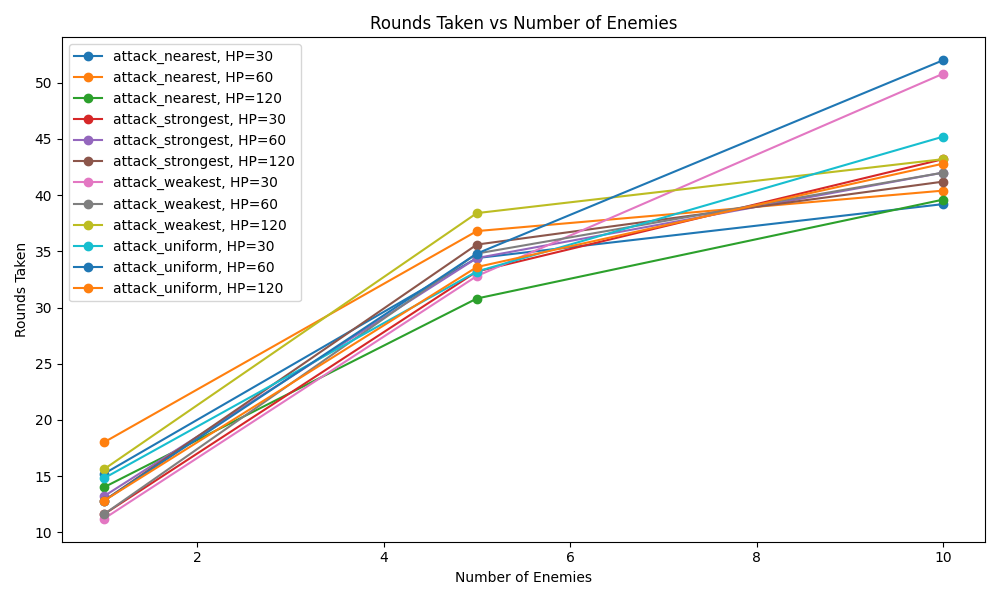 Rounds Taken vs Number of Enemies
attack_nearest, HP=30
attack_nearest, HP=60
attack_nearest, HP=120
attack_strongest, HP=30
attack_strongest, HP=60
attack_strongest, HP=120
attack_weakest, HP=30
attack_weakest, HP=60
attack_weakest, HP=120
attack_uniform, HP=30
attack_uniform, HP=60
attack_uniform, HP=120
Rounds Taken
50
45
40
35
30
25
20
15
10
2
4
6
8
10
Number of Enemies